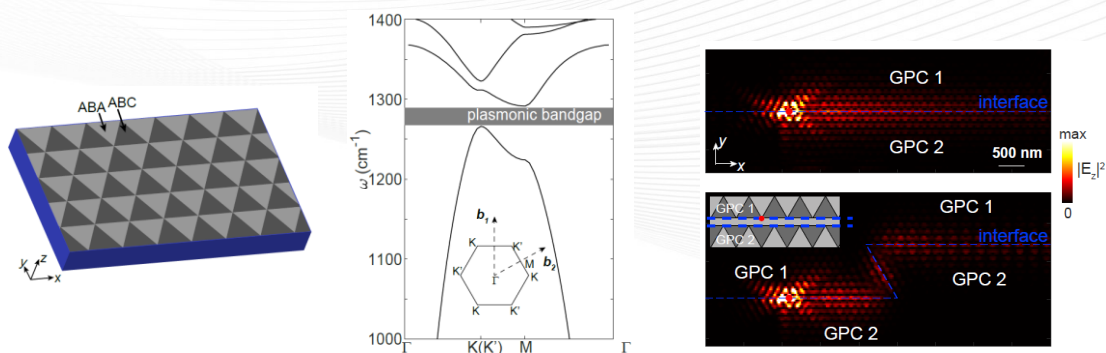 ABA ABC
y z x
1400
1300
1200
1100
1000
ω (cm⁻¹)
plasmonic bandgap
b₁
b₂
K K'
K' Γ M K
K K'
Γ K(K') M Γ
GPC 1
interface
GPC 2
y
x
500 nm
max
|E_z|²
0
GPC 1
GPC 2
GPC 1
interface
GPC 1
GPC 2
GPC 2